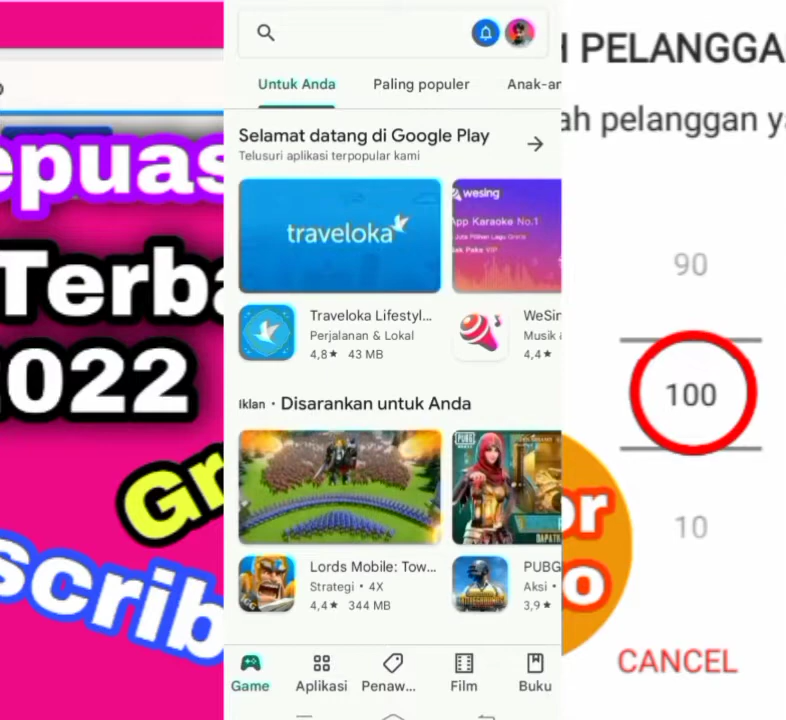 epuas
Terba
2022
Gr
scrib
Untuk Anda
Paling populer
Anak-an
Selamat datang di Google Play
Telusuri aplikasi terpopular kami
traveloka
wesing
App Karaoke No.1
Traveloka Lifestyl...
Perjalanan & Lokal
4,8★ 43 MB
WeSin
Musik
4,4★
Iklan • Disarankan untuk Anda
PUBG
DAPATK
Lords Mobile: Tow...
Strategi • 4X
4,4★ 344 MB
PUBG
Aksi •
3,9★
Game
Aplikasi
Penaw...
Film
Buku
PELANGGA
ah pelanggan ya
90
100
10
or
o
CANCEL